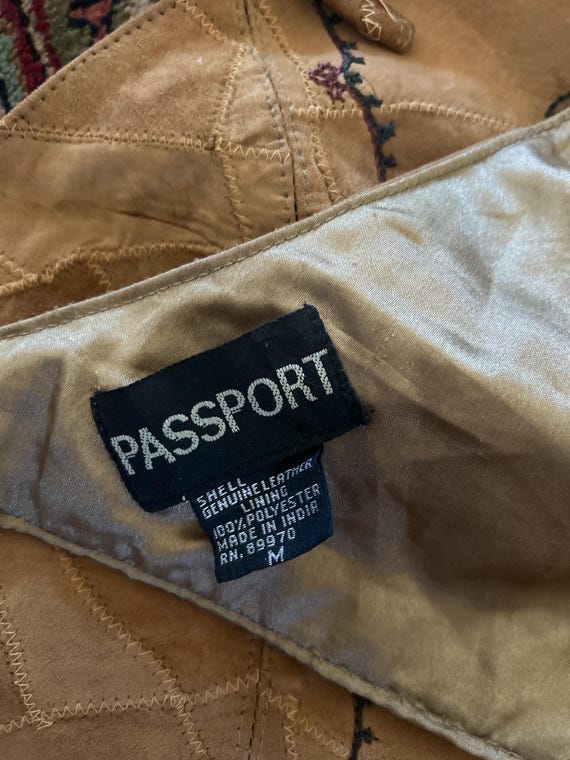 PASSPORT
SHELL
GENUINE LEATHER
LINING
100% POLYESTER
MADE IN INDIA
RN. 89970
M